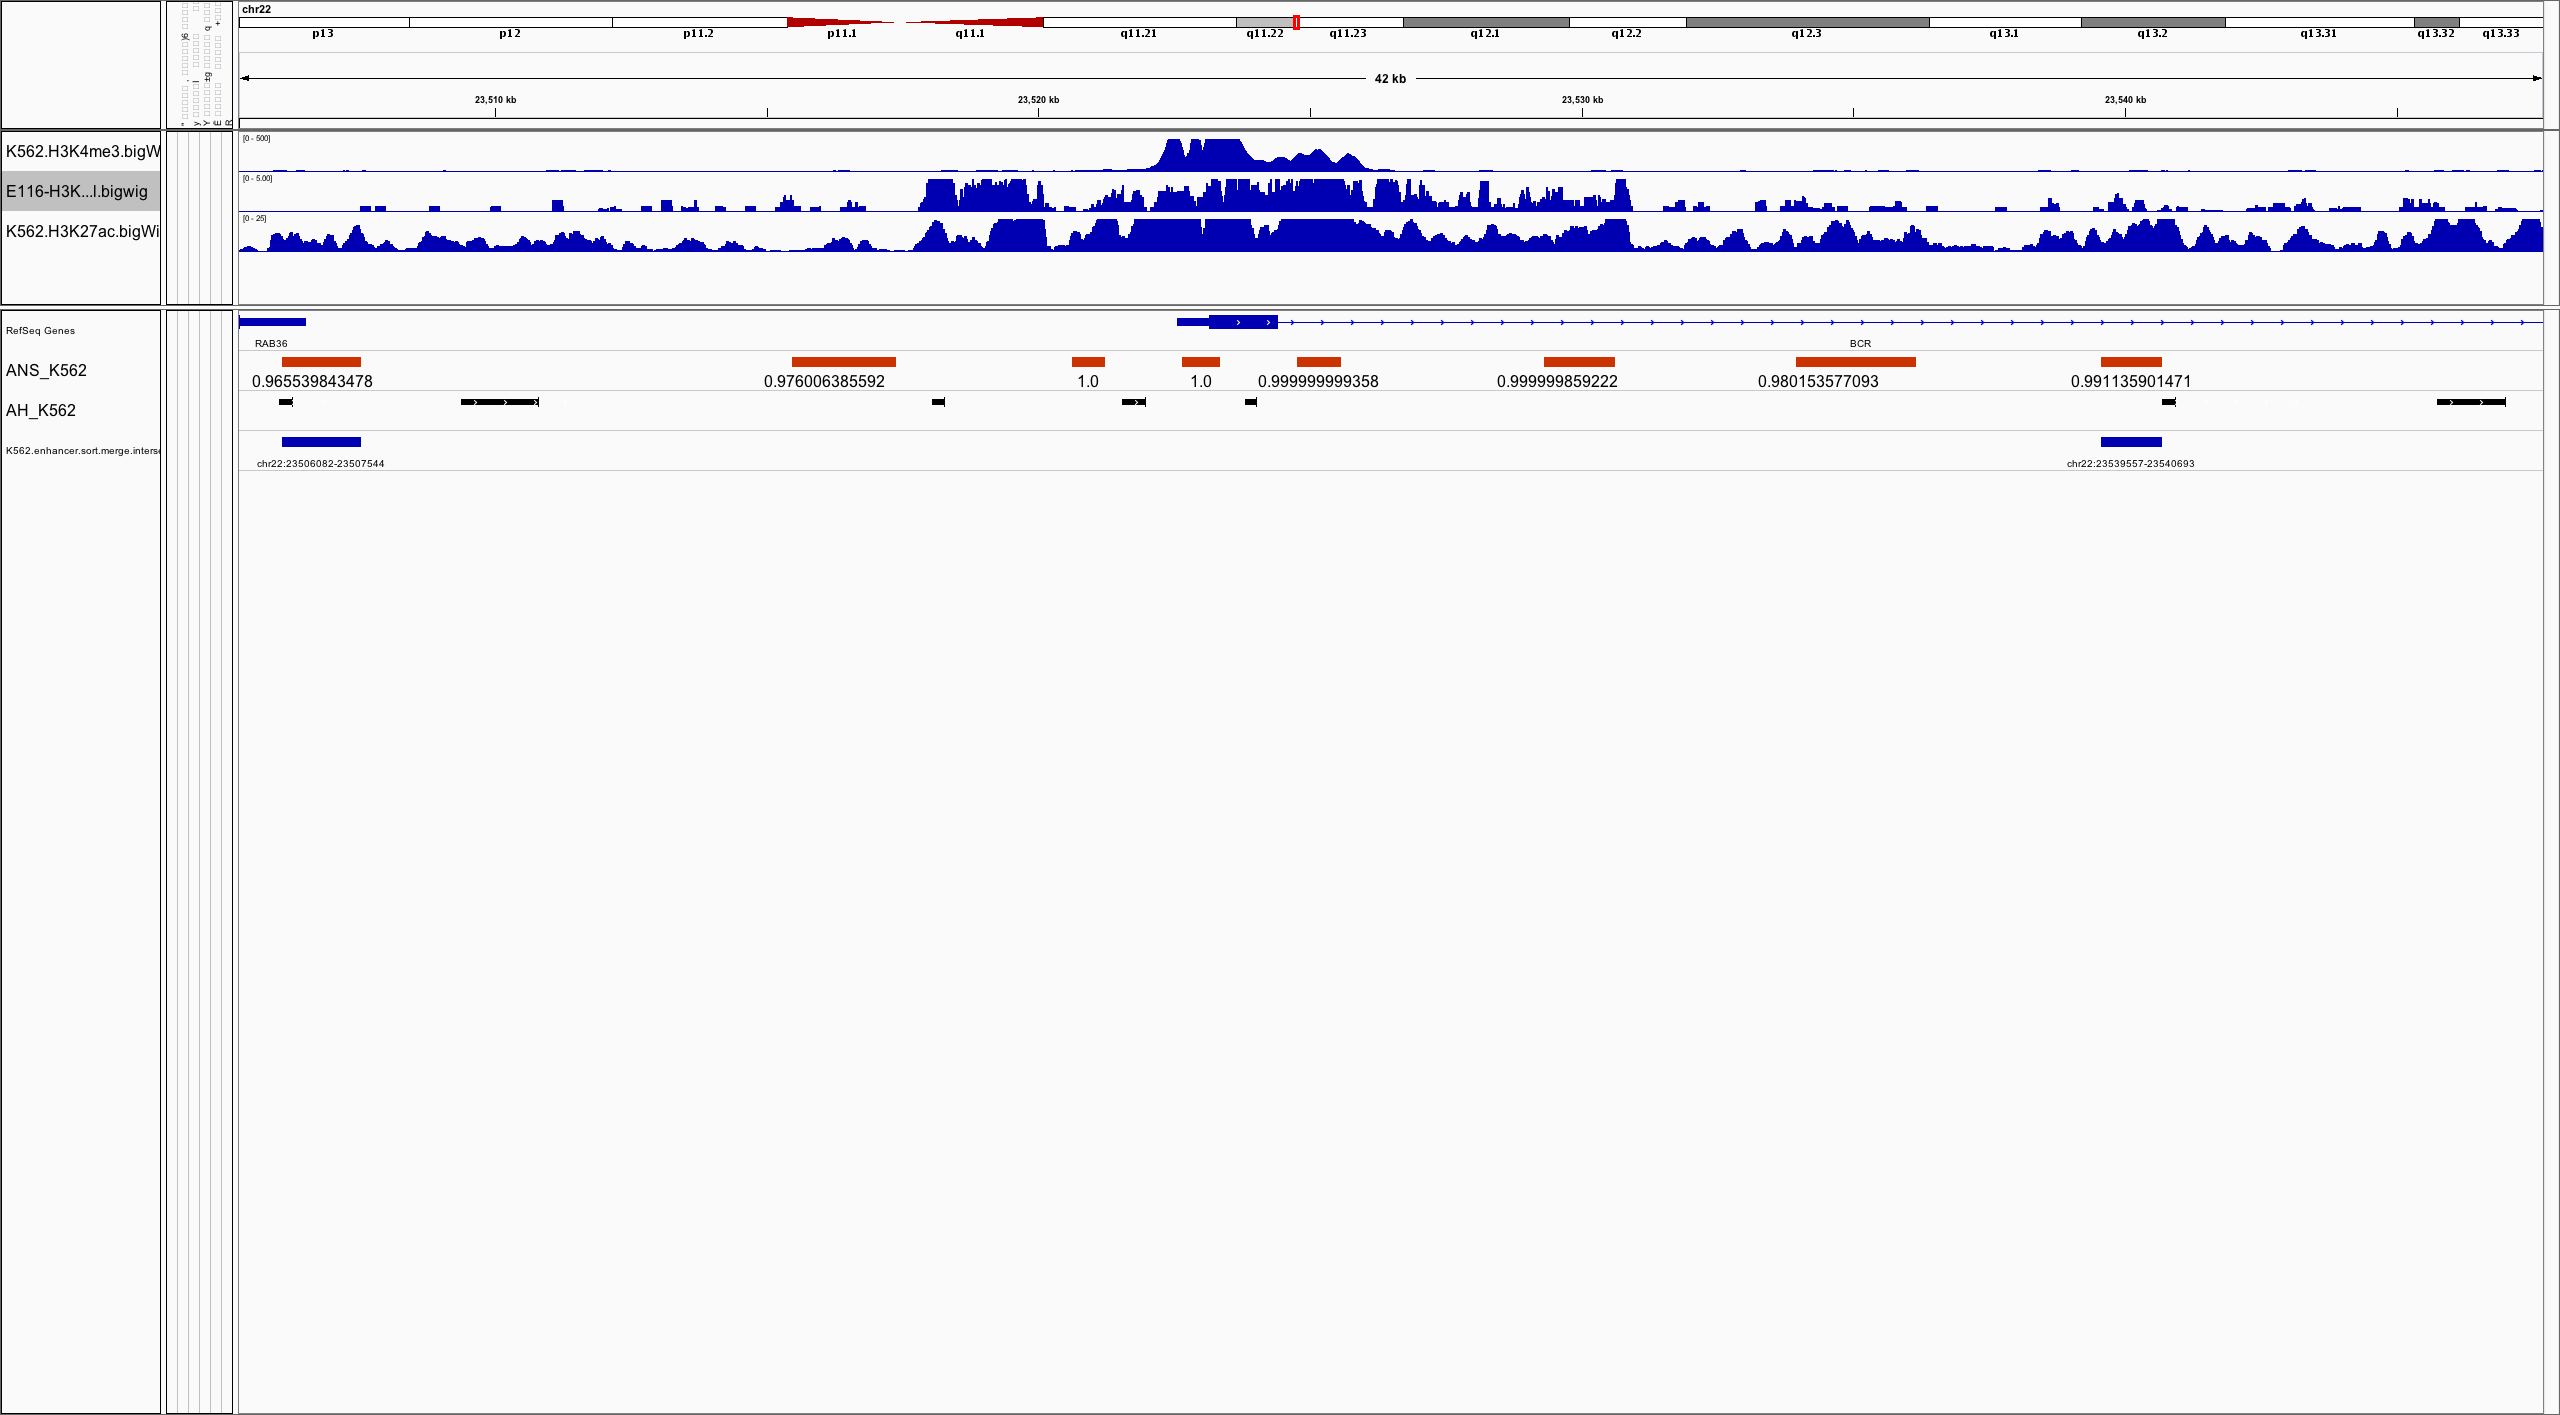 chr22
p13 p12 p11.2 p11.1 q11.1 q11.21 q11.22 q11.23 q12.1 q12.2 q12.3 q13.1 q13.2 q13.31 q13.32 q13.33
42 kb
23,510 kb 23,520 kb 23,530 kb 23,540 kb
[0 - 500]
K562.H3K4me3.bigW
[0 - 5.00]
E116-H3K...l.bigwig
[0 - 25]
K562.H3K27ac.bigWi
RefSeq Genes
RAB36 BCR
ANS_K562
0.965539843478 0.976006385592 1.0 1.0 0.999999999358 0.999999859222 0.980153577093 0.991135901471
AH_K562
K562.enhancer.sort.merge.interse
chr22:23506082-23507544 chr22:23539557-23540693